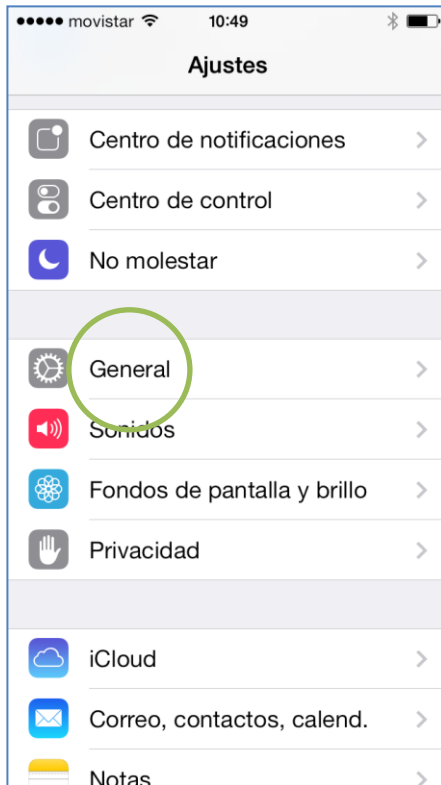 movistar 10:49
Ajustes
Centro de notificaciones
Centro de control
No molestar
General
Sonidos
Fondos de pantalla y brillo
Privacidad
iCloud
Correo, contactos, calend.
Notas